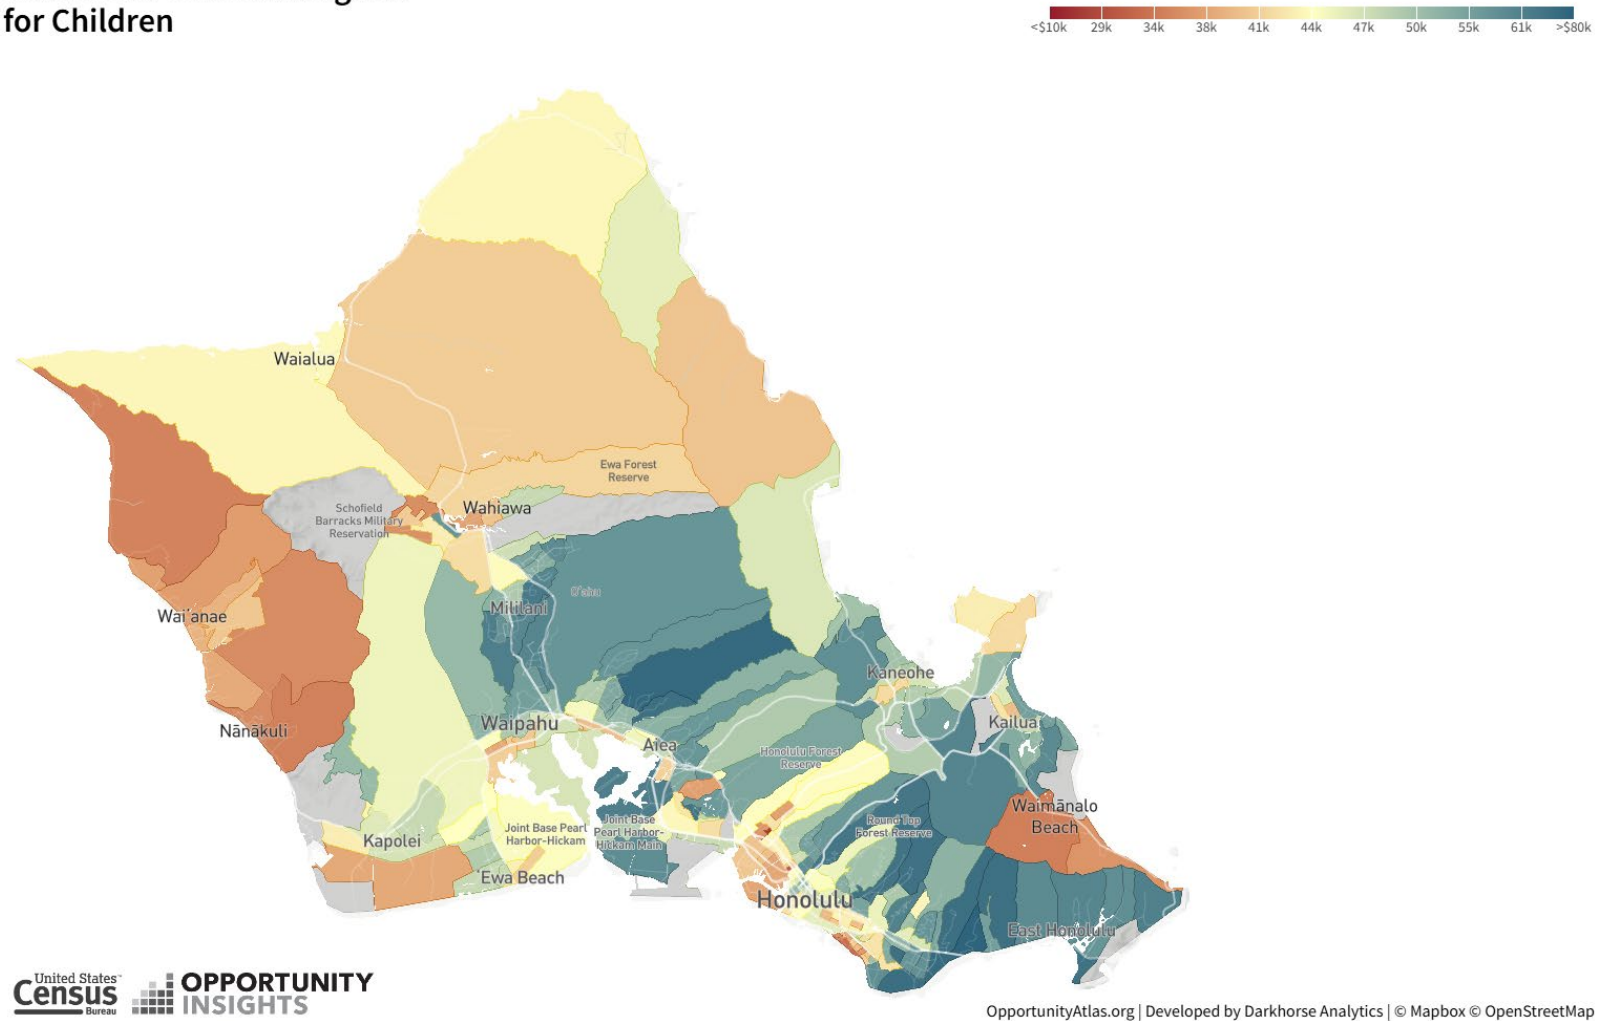 for Children
<$10k 29k 34k 38k 41k 44k 47k 50k 55k 61k >$80k
Waialua
Ewa Forest
Reserve
Schofield
Barracks Military
Reservation
Wahiawa
Mililani
Wai'anae
Kaneohe
Nānākuli
Waipahu
Kailua
Aiea
Honolulu Forest
Reserve
Waimānalo
Beach
Kapolei
Joint Base Pearl
Harbor-Hickam
Joint Base
Pearl Harbor-
Hickam Main
Round Top
Forest Reserve
'Ewa Beach
Honolulu
East Honolulu
United States™
Census
Bureau
OPPORTUNITY
INSIGHTS
OpportunityAtlas.org | Developed by Darkhorse Analytics | © Mapbox © OpenStreetMap